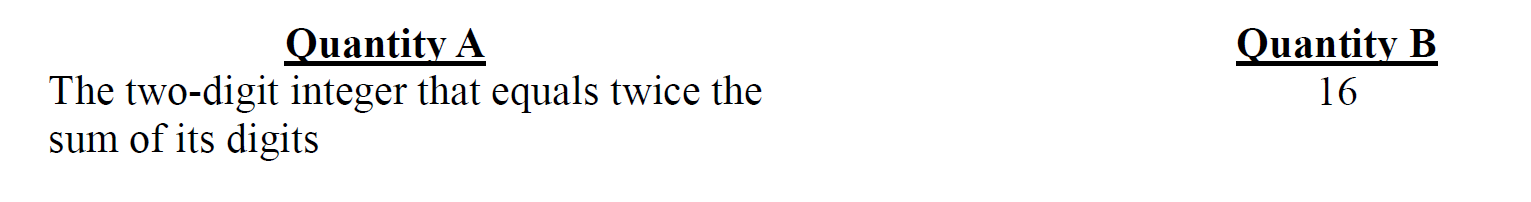 Quantity A Quantity B
The two-digit integer that equals twice the 16
sum of its digits